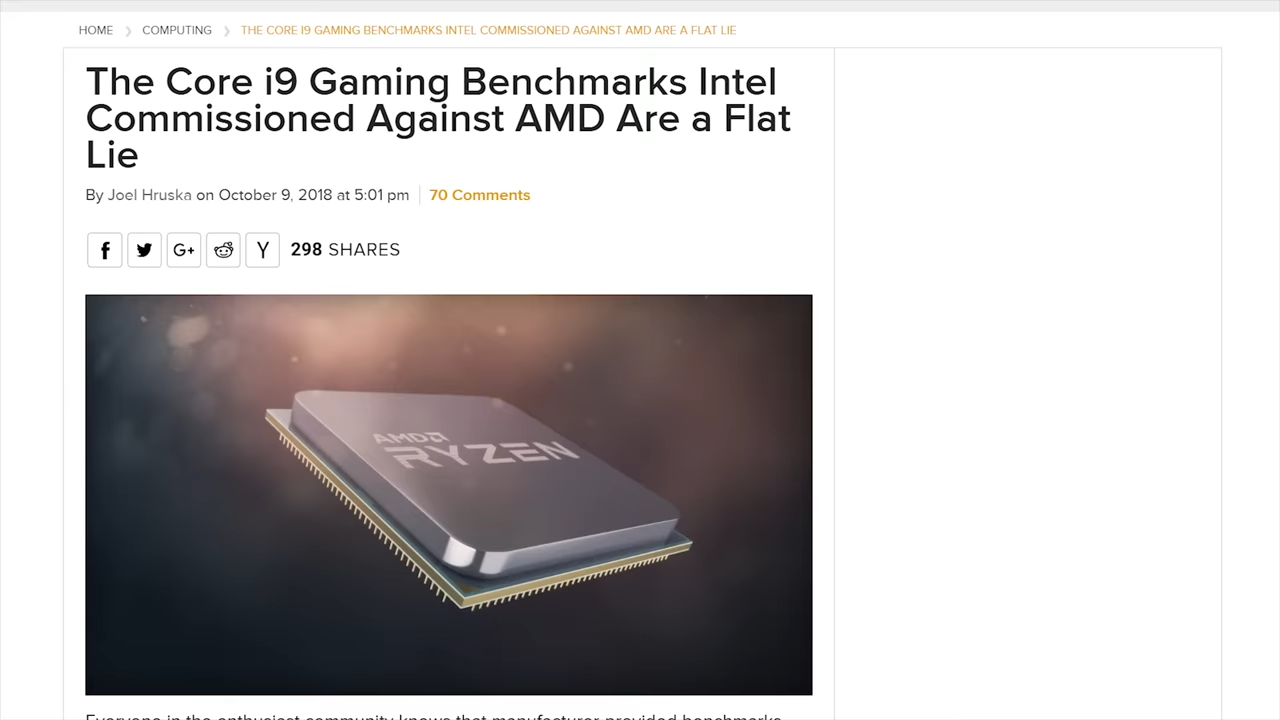 HOME > COMPUTING > THE CORE I9 GAMING BENCHMARKS INTEL COMMISSIONED AGAINST AMD ARE A FLAT LIE
The Core i9 Gaming Benchmarks Intel
Commissioned Against AMD Are a Flat
Lie
By Joel Hruska on October 9, 2018 at 5:01 pm | 70 Comments
f G+ Y 298 SHARES
AMD
RYZEN
Everyone in the enthusiast community knows that manufacturer-provided benchmarks